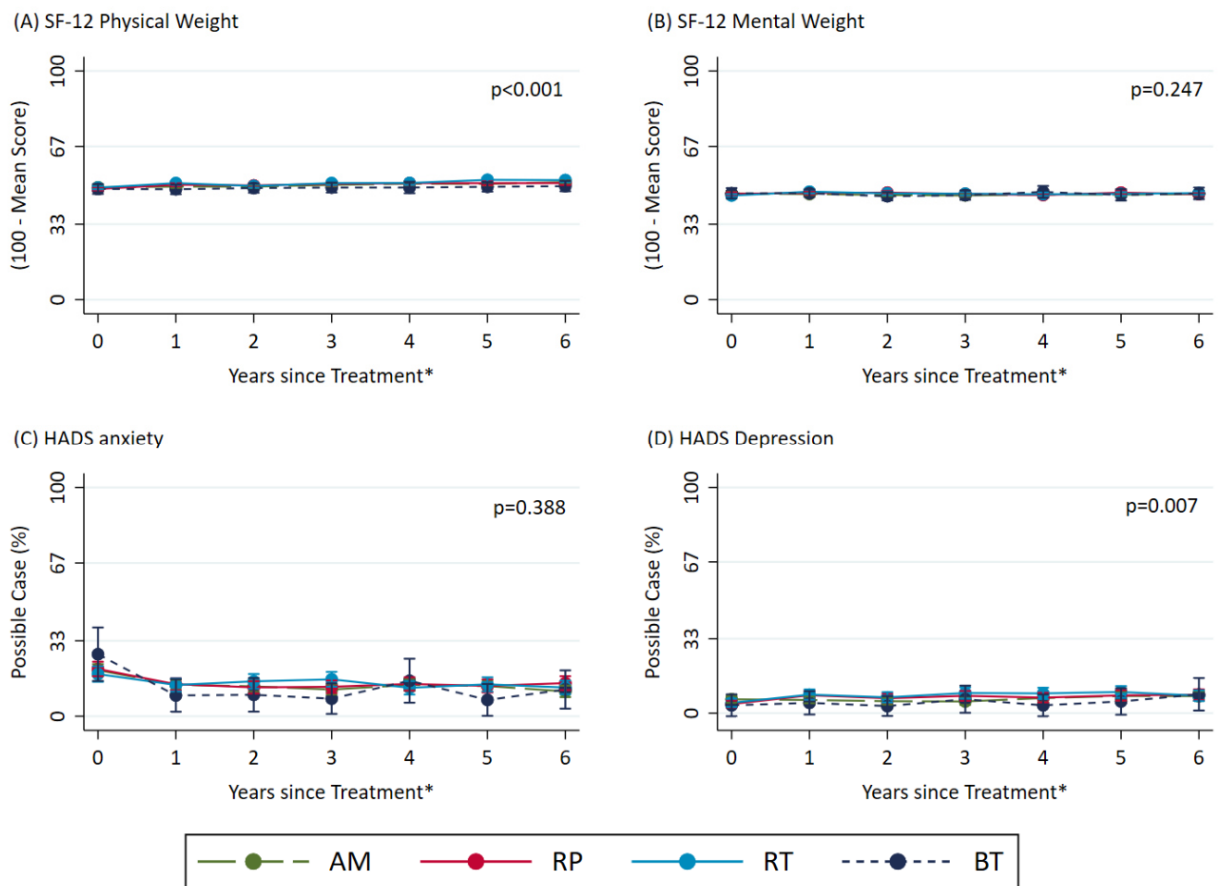 (A) SF-12 Physical Weight
(100 - Mean Score)
100
67
33
0
p<0.001
0 1 2 3 4 5 6
Years since Treatment*
(B) SF-12 Mental Weight
(100 - Mean Score)
100
67
33
0
p=0.247
0 1 2 3 4 5 6
Years since Treatment*
(C) HADS anxiety
Possible Case (%)
100
67
33
0
p=0.388
0 1 2 3 4 5 6
Years since Treatment*
(D) HADS Depression
Possible Case (%)
100
67
33
0
p=0.007
0 1 2 3 4 5 6
Years since Treatment*
AM RP RT BT